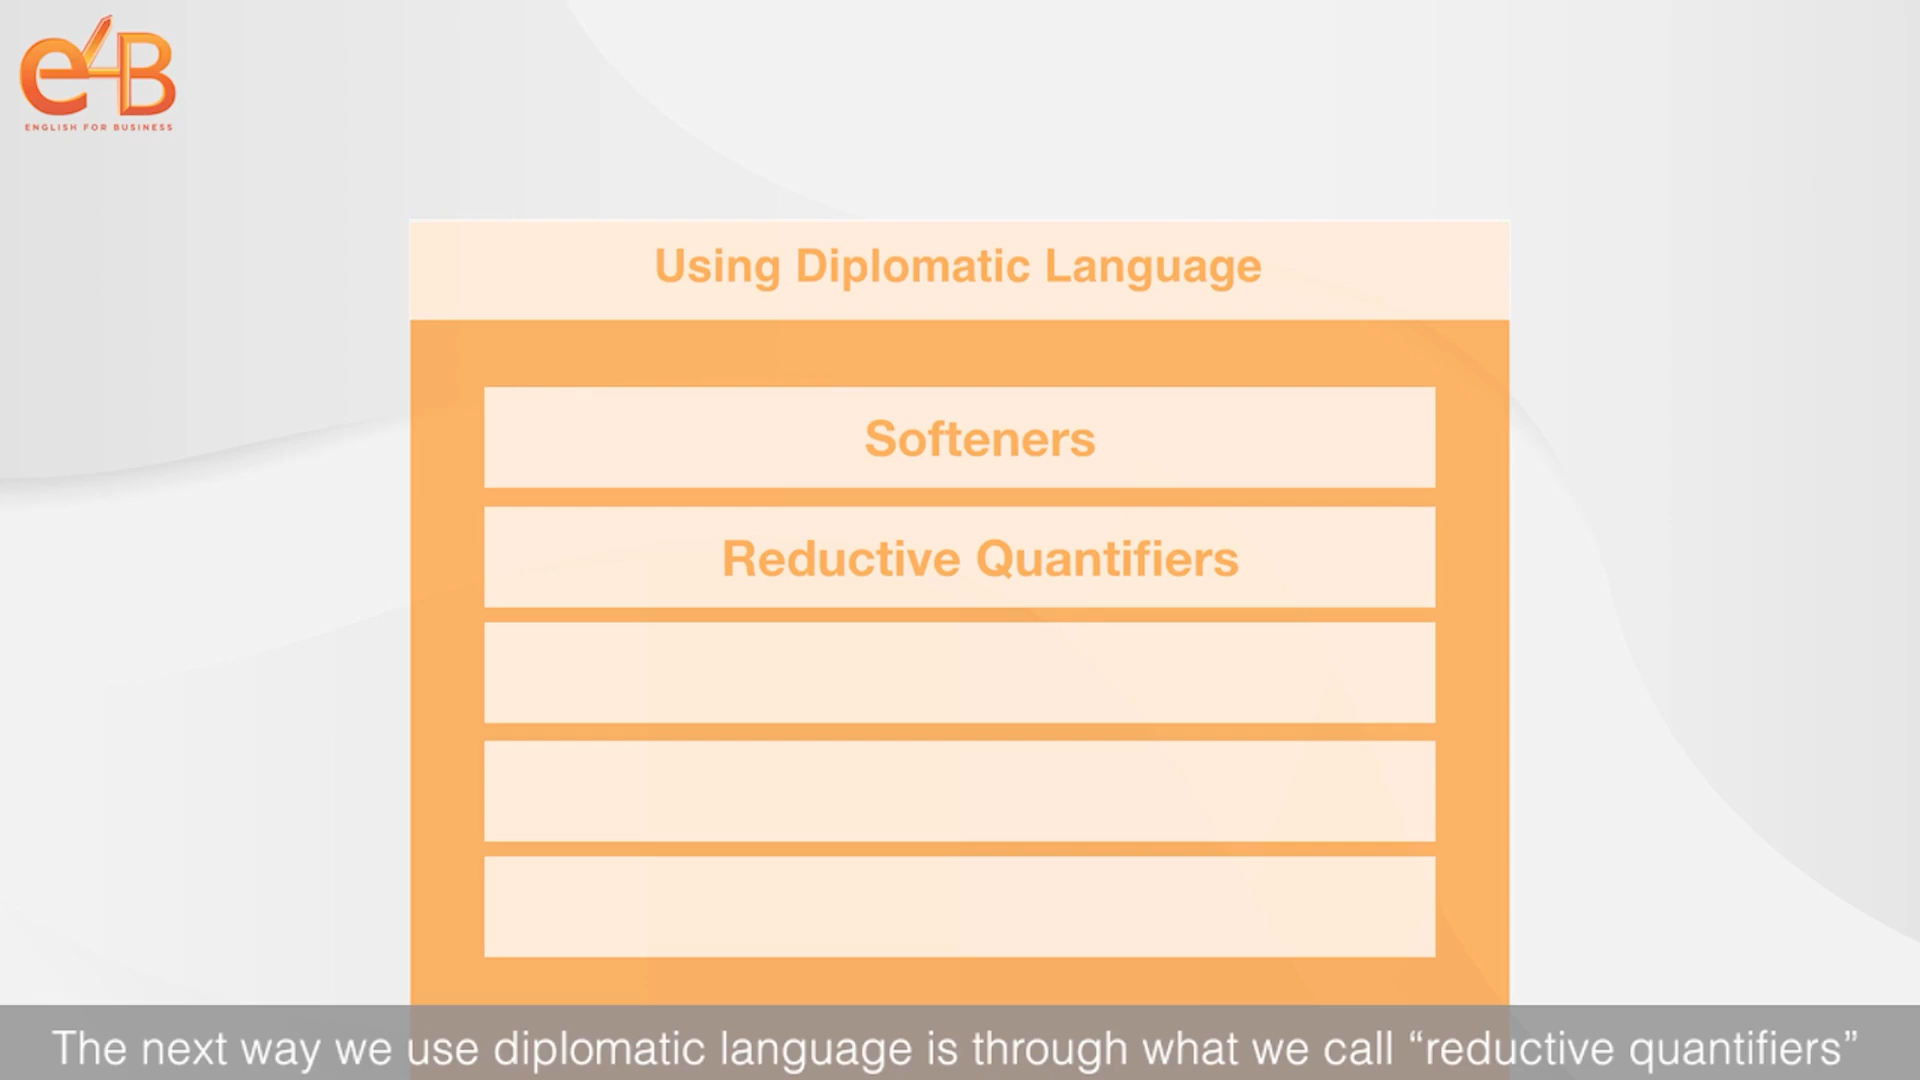 e4B
ENGLISH FOR BUSINESS
Using Diplomatic Language
Softeners
Reductive Quantifiers
The next way we use diplomatic language is through what we call “reductive quantifiers”